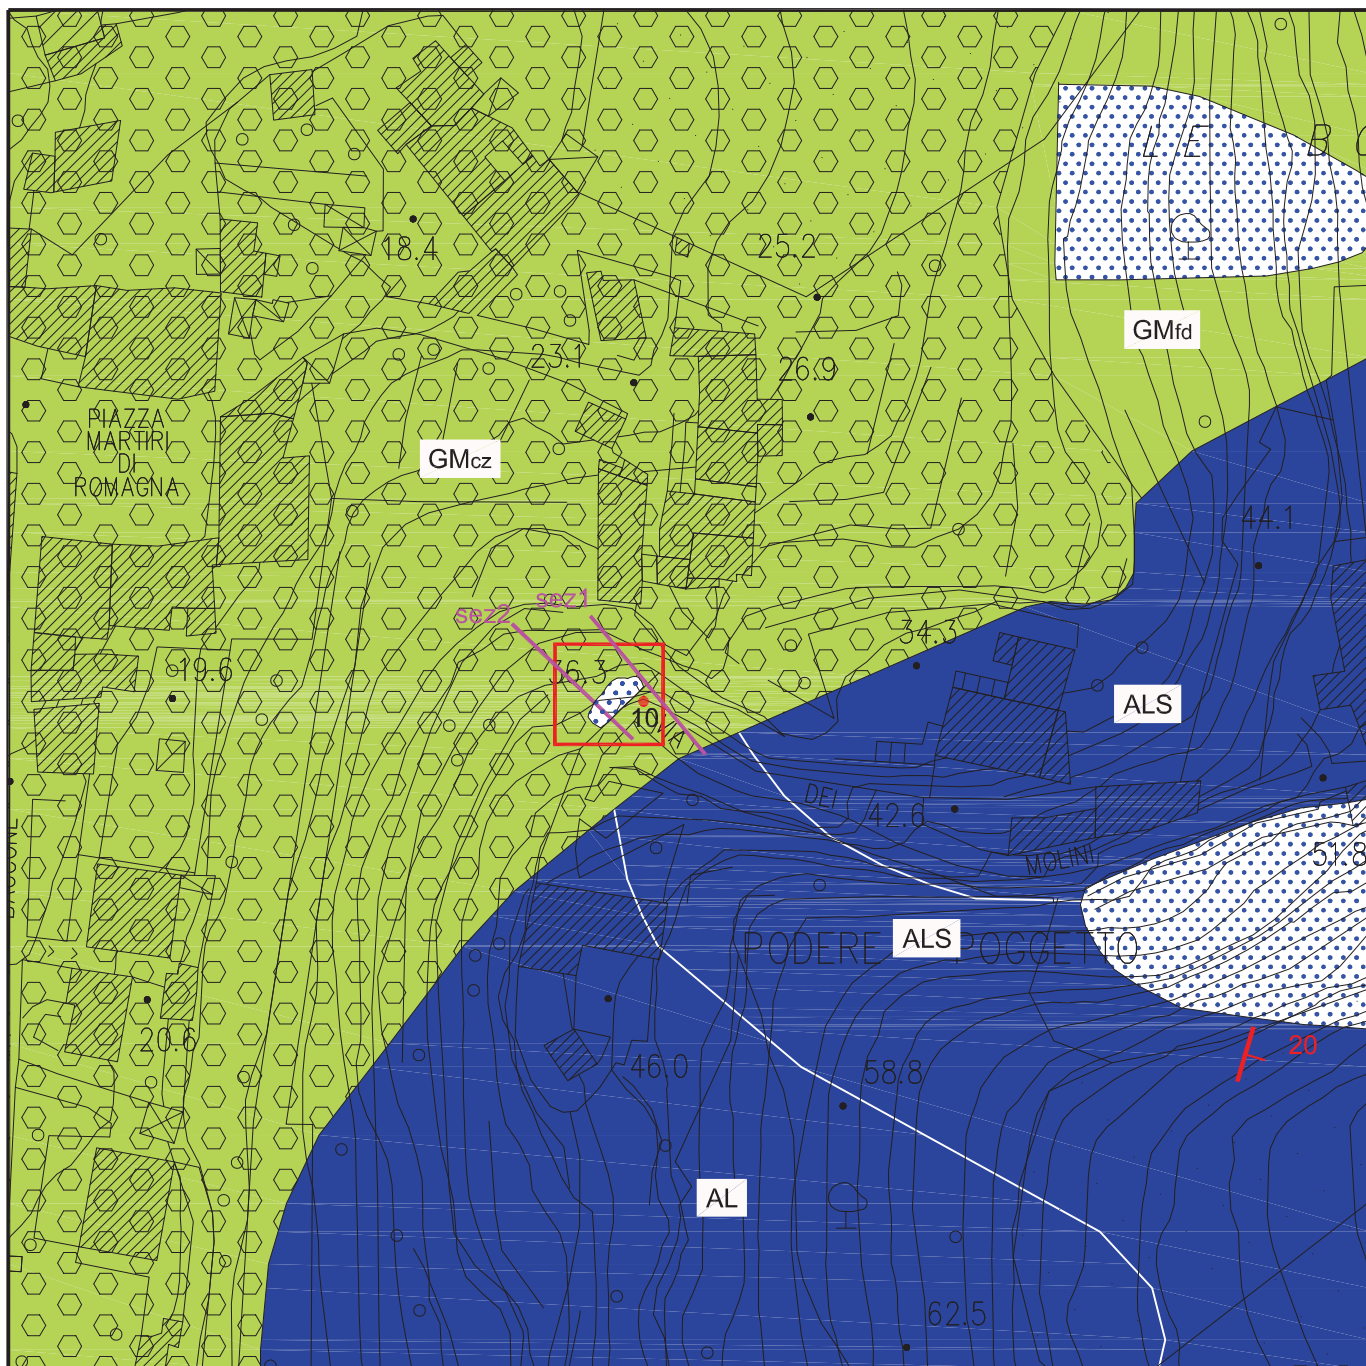 LE B
18.4
25.2
GMfd
23.1
26.9
PIAZZA
MARTIRI
DI
ROMAGNA
GMcz
44.1
sez2
sez1
34.3
19.6
36.3
ALS
10
DEI
42.6
MOLINI
51.8
ALS
PODERE POGGETTO
20.6
20
46.0
58.8
AL
62.5